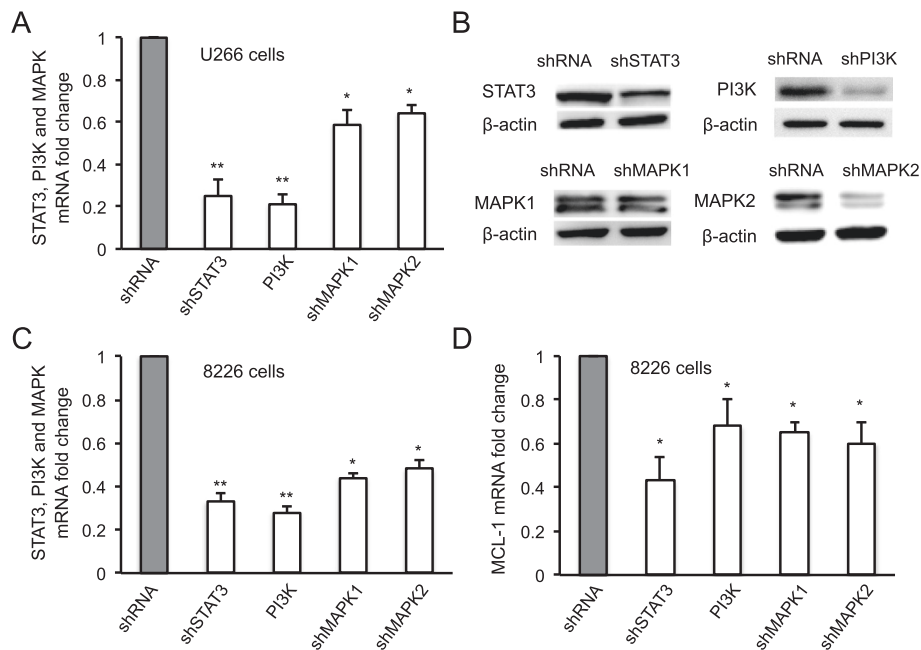 A
STAT3, PI3K and MAPK
mRNA fold change
1
0.8
0.6
0.4
0.2
0
U266 cells
**
**
*
*
shRNA
shSTAT3
PI3K
shMAPK1
shMAPK2
B
shRNA shSTAT3
STAT3
β-actin
shRNA shPI3K
PI3K
β-actin
shRNA shMAPK1
MAPK1
β-actin
shRNA shMAPK2
MAPK2
β-actin
C
STAT3, PI3K and MAPK
mRNA fold change
1
0.8
0.6
0.4
0.2
0
8226 cells
**
**
*
*
shRNA
shSTAT3
PI3K
shMAPK1
shMAPK2
D
MCL-1 mRNA fold change
1
0.8
0.6
0.4
0.2
0
8226 cells
*
*
*
*
shRNA
shSTAT3
PI3K
shMAPK1
shMAPK2